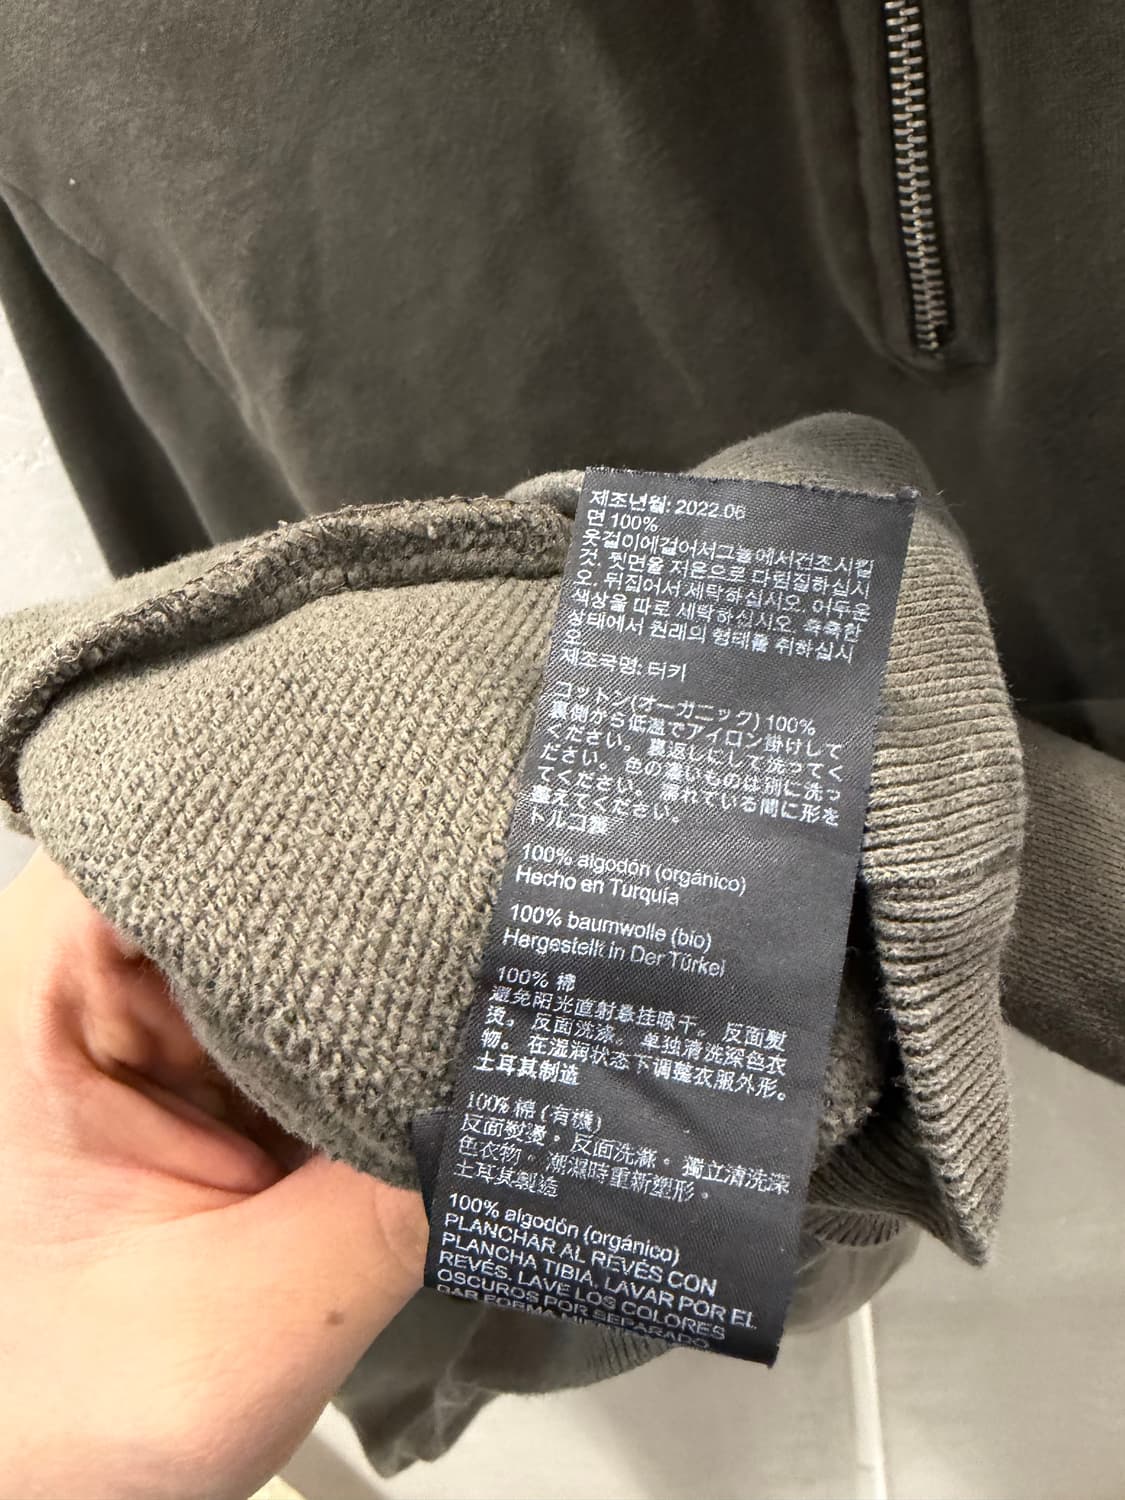 제조년월: 2022.06
면 100%
옷걸이에걸어서그늘에서건조시킬
것. 뒷면을 저온으로 다림질하십시
오. 뒤집어서 세탁하십시오. 어두운
색상을 따로 세탁하십시오. 축축한
상태에서 원래의 형태를 취하십시
오.
제조국명: 터키
コットン(オーガニック) 100%
裏側から低温でアイロン掛けして
ください。裏返しにして洗ってく
ださい。色の濃いものは別に洗っ
てください。濡れている間に形を
整えてください。
トルコ製
100% algodón (orgánico)
Hecho en Turquía
100% baumwolle (bio)
Hergestellt in Der Türkei
100% 棉
避免阳光直射悬挂晾干。反面熨
烫。反面洗涤。单独清洗深色衣
物。在湿润状态下调整衣服外形。
土耳其制造
100% 棉 (有機)
反面熨燙。反面洗滌。獨立清洗深
色衣物。潮濕時重新塑形。
土耳其製造
100% algodón (orgánico)
PLANCHAR AL REVÉS CON
PLANCHA TIBIA. LAVAR POR EL
REVÉS. LAVE LOS COLORES
OSCUROS POR SEPARADO.
DAR FORMA